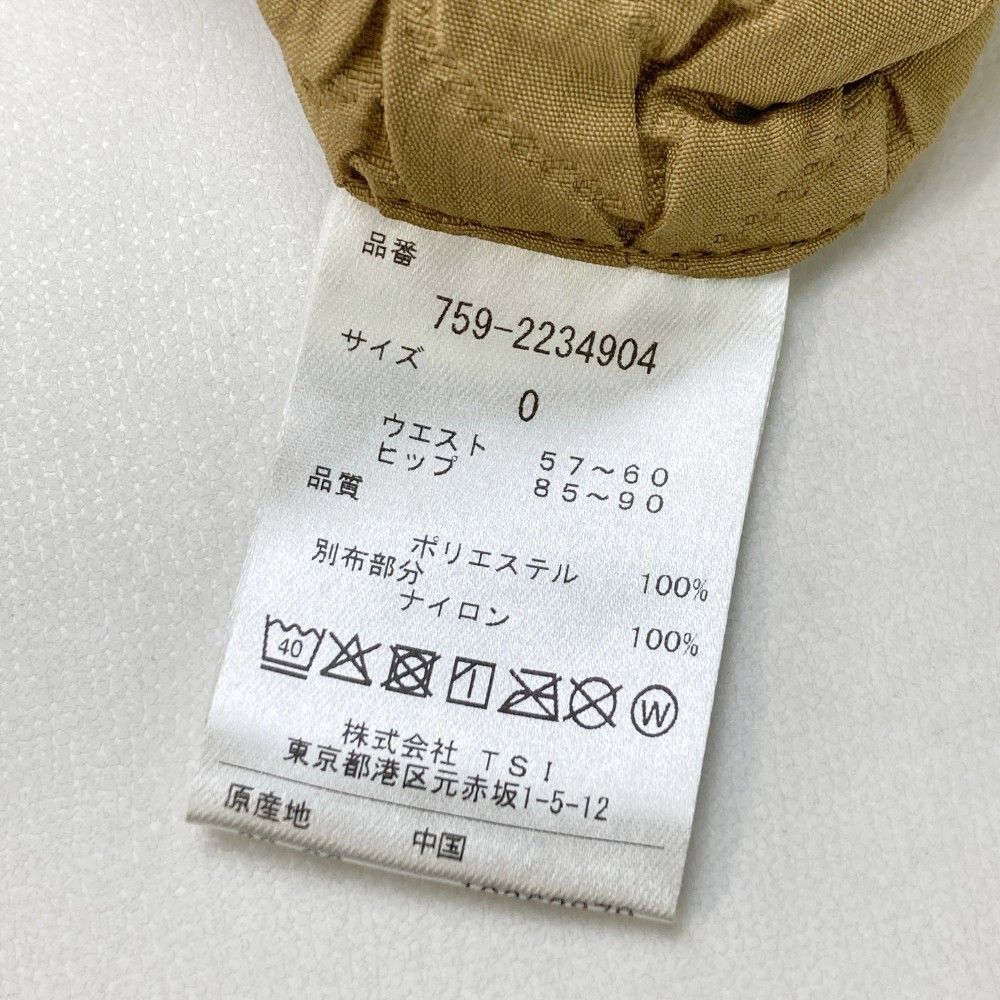 品番
759-2234904
サイズ
0
ウエスト 57～60
ヒップ 85～90
品質
ポリエステル 100%
別布部分
ナイロン 100%
40
W
株式会社 TSI
東京都港区元赤坂1-5-12
原産地 中国